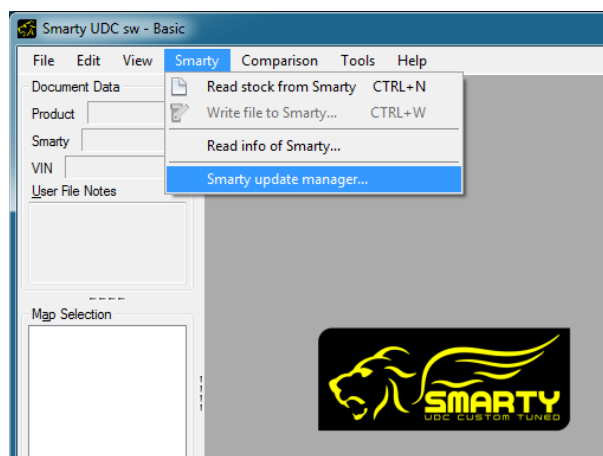 Smarty UDC sw - Basic
File Edit View Smarty Comparison Tools Help
Document Data
Product
Smarty
VIN
User File Notes
Map Selection
Read stock from Smarty CTRL+N
Write file to Smarty... CTRL+W
Read info of Smarty...
Smarty update manager...
SMARTY
UDC CUSTOM TUNED